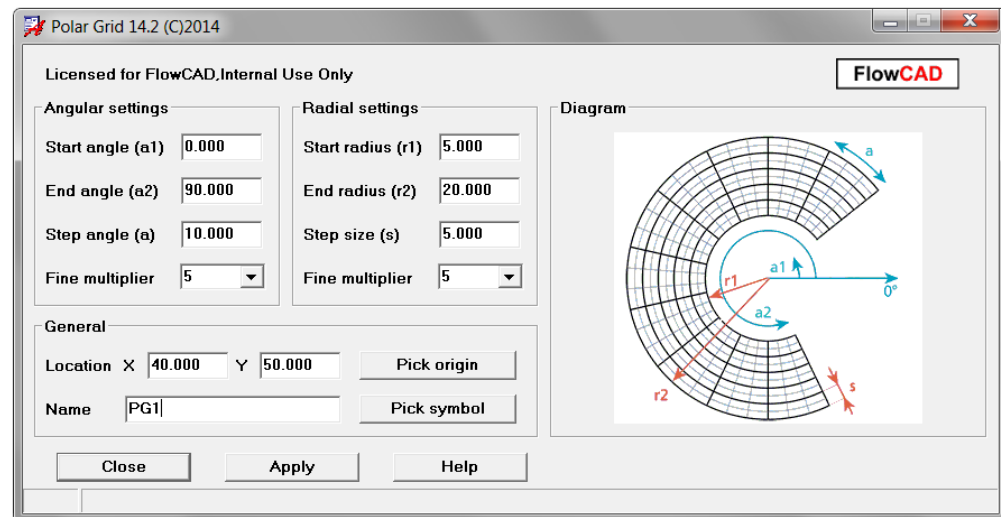 Polar Grid 14.2 (C)2014
Licensed for FlowCAD,Internal Use Only
FlowCAD
Angular settings
Start angle (a1) 0.000
End angle (a2) 90.000
Step angle (a) 10.000
Fine multiplier 5
Radial settings
Start radius (r1) 5.000
End radius (r2) 20.000
Step size (s) 5.000
Fine multiplier 5
Diagram
a
a1
r1
0°
a2
r2
s
General
Location X 40.000 Y 50.000 Pick origin
Name PG1 Pick symbol
Close Apply Help